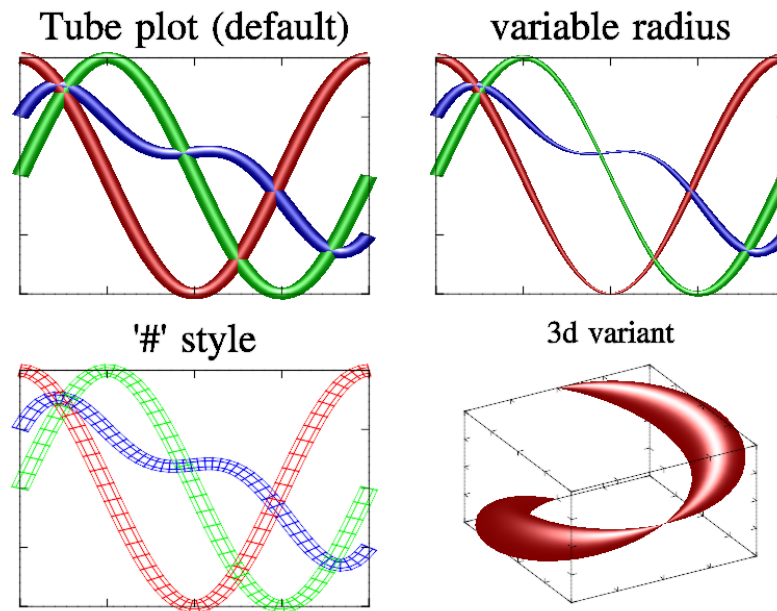 Tube plot (default)
variable radius
'#' style
3d variant